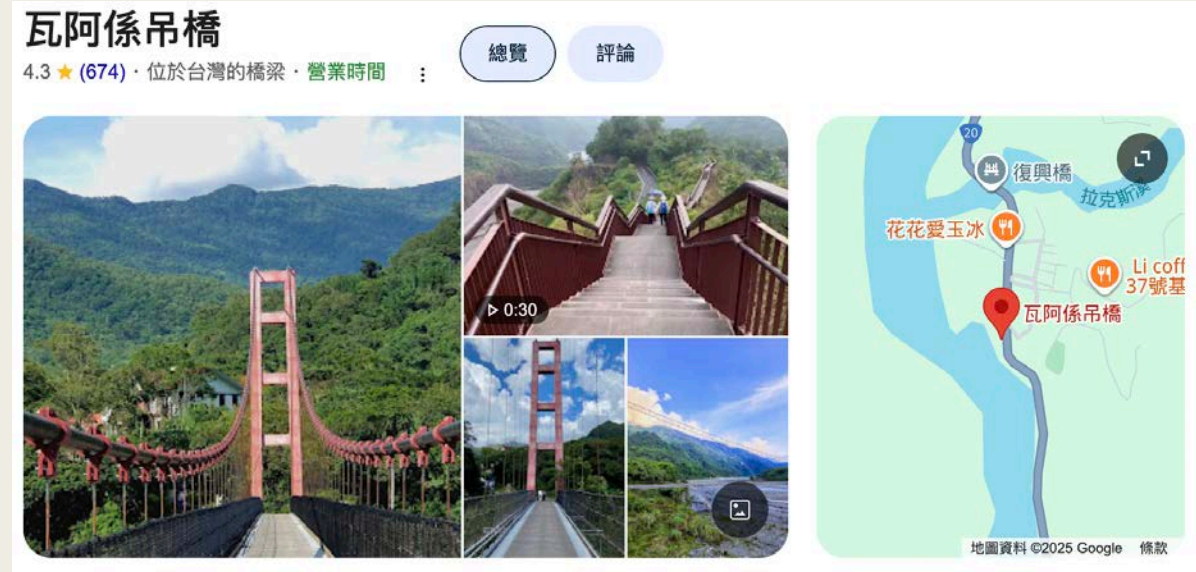 瓦阿係吊橋
4.3 ★ (674) · 位於台灣的橋梁 · 營業時間
總覽
評論
0:30
20
復興橋
拉克斯溪
花花愛玉冰
Li coff
37號基
瓦阿係吊橋
地圖資料 ©2025 Google 條款